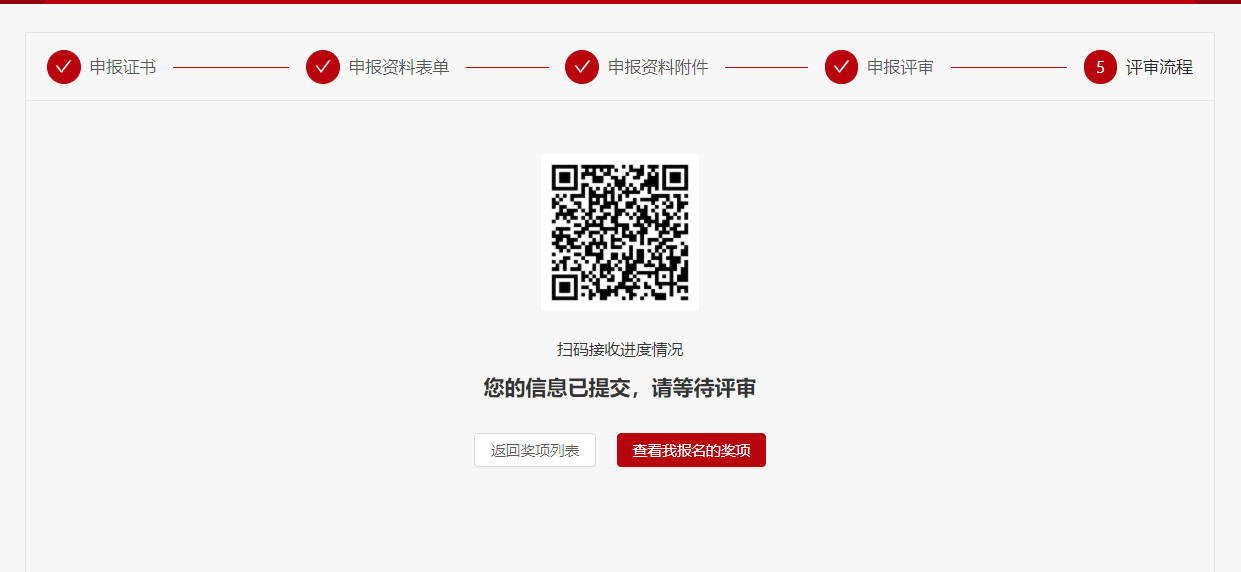 申报证书
申报资料表单
申报资料附件
申报评审
5 评审流程
扫码接收进度情况
您的信息已提交，请等待评审
返回奖项列表
查看我报名的奖项